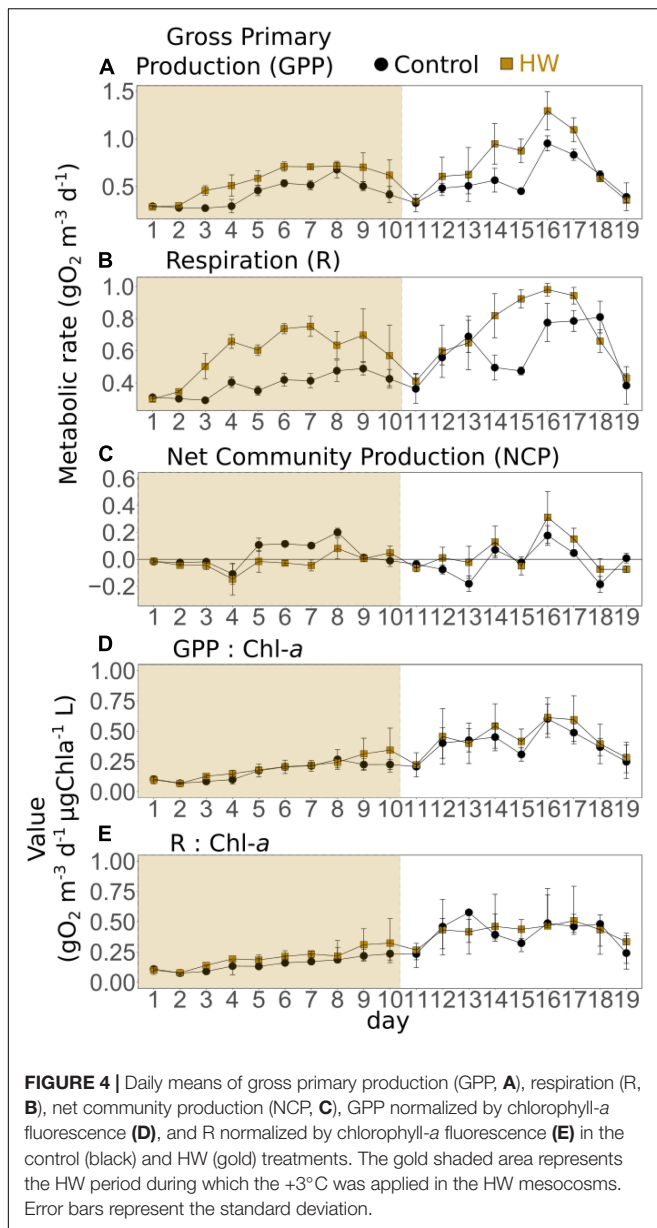 Gross Primary
Production (GPP)
Control
HW
A
1.5
1.0
0.5
1 2 3 4 5 6 7 8 9 10 11 12 13 14 15 16 17 18 19
B
Respiration (R)
1.0
0.8
0.6
0.4
1 2 3 4 5 6 7 8 9 10 11 12 13 14 15 16 17 18 19
Metabolic rate (gO₂ m⁻³ d⁻¹)
C
Net Community Production (NCP)
0.6
0.4
0.2
0.0
−0.2
1 2 3 4 5 6 7 8 9 10 11 12 13 14 15 16 17 18 19
D
GPP : Chl-a
1.00
0.75
0.50
0.25
0.00
1 2 3 4 5 6 7 8 9 10 11 12 13 14 15 16 17 18 19
Value
(gO₂ m⁻³ d⁻¹ µgChla⁻¹ L)
E
R : Chl-a
1.00
0.75
0.50
0.25
0.00
1 2 3 4 5 6 7 8 9 10 11 12 13 14 15 16 17 18 19
day
FIGURE 4 | Daily means of gross primary production (GPP, A), respiration (R,
B), net community production (NCP, C), GPP normalized by chlorophyll-a
fluorescence (D), and R normalized by chlorophyll-a fluorescence (E) in the
control (black) and HW (gold) treatments. The gold shaded area represents
the HW period during which the +3°C was applied in the HW mesocosms.
Error bars represent the standard deviation.